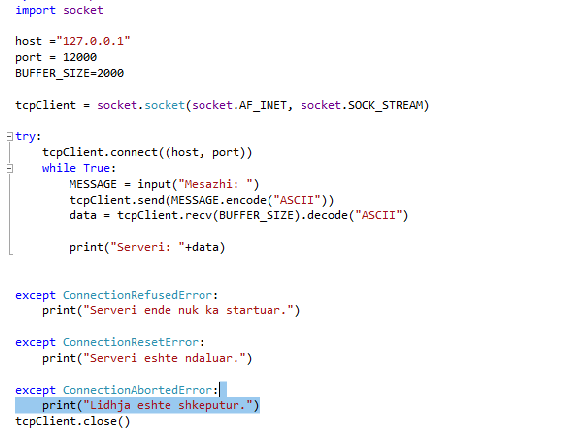 import socket
host ="127.0.0.1"
port = 12000
BUFFER_SIZE=2000
tcpClient = socket.socket(socket.AF_INET, socket.SOCK_STREAM)
try:
    tcpClient.connect((host, port))
    while True:
        MESSAGE = input("Mesazhi: ")
        tcpClient.send(MESSAGE.encode("ASCII"))
        data = tcpClient.recv(BUFFER_SIZE).decode("ASCII")
        print("Serveri: "+data)
except ConnectionRefusedError:
    print("Serveri ende nuk ka startuar.")
except ConnectionResetError:
    print("Serveri eshte ndaluar.")
except ConnectionAbortedError:
    print("Lidhja eshte shkeputur.")
tcpClient.close()